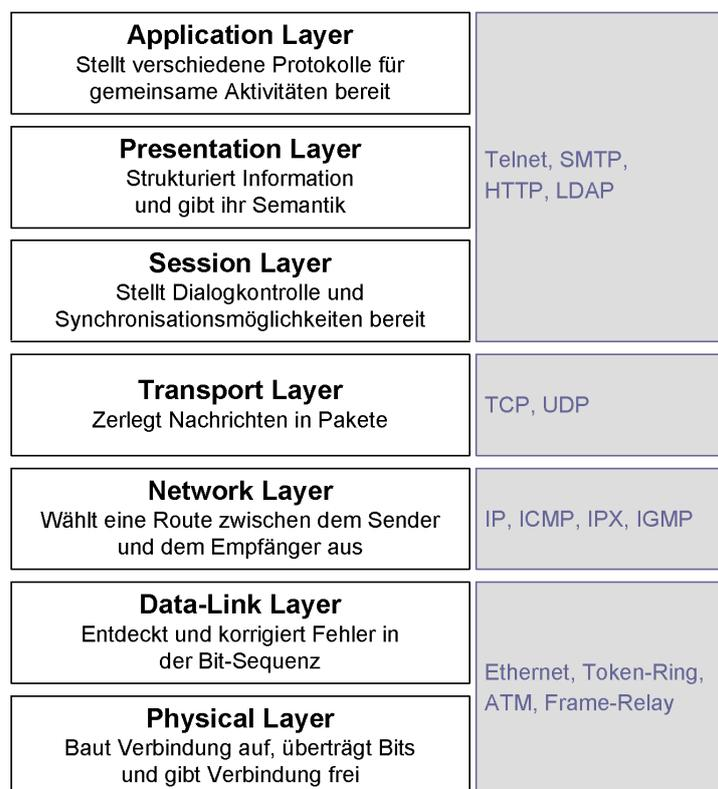 Application Layer
Stellt verschiedene Protokolle für
gemeinsame Aktivitäten bereit
Presentation Layer
Strukturiert Information
und gibt ihr Semantik
Session Layer
Stellt Dialogkontrolle und
Synchronisationsmöglichkeiten bereit
Telnet, SMTP,
HTTP, LDAP
Transport Layer
Zerlegt Nachrichten in Pakete
TCP, UDP
Network Layer
Wählt eine Route zwischen dem Sender
und dem Empfänger aus
IP, ICMP, IPX, IGMP
Data-Link Layer
Entdeckt und korrigiert Fehler in
der Bit-Sequenz
Physical Layer
Baut Verbindung auf, überträgt Bits
und gibt Verbindung frei
Ethernet, Token-Ring,
ATM, Frame-Relay